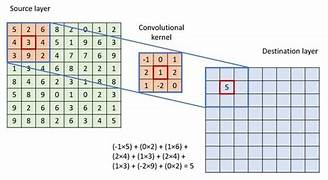 Source layer
Convolutional
kernel
Destination layer
5 2 6 8 2 0 1 2
4 3 4 5 1 9 6 3
3 9 2 4 7 7 6 9
1 3 4 6 8 2 2 1
8 4 6 2 3 1 8 8
5 8 9 0 1 0 2 3
9 2 6 6 3 6 2 1
9 8 8 2 6 3 4 5
-1 0 1
2 1 2
1 -2 0
5
(-1×5) + (0×2) + (1×6) +
(2×4) + (1×3) + (2×4) +
(1×3) + (-2×9) + (0×2) = 5